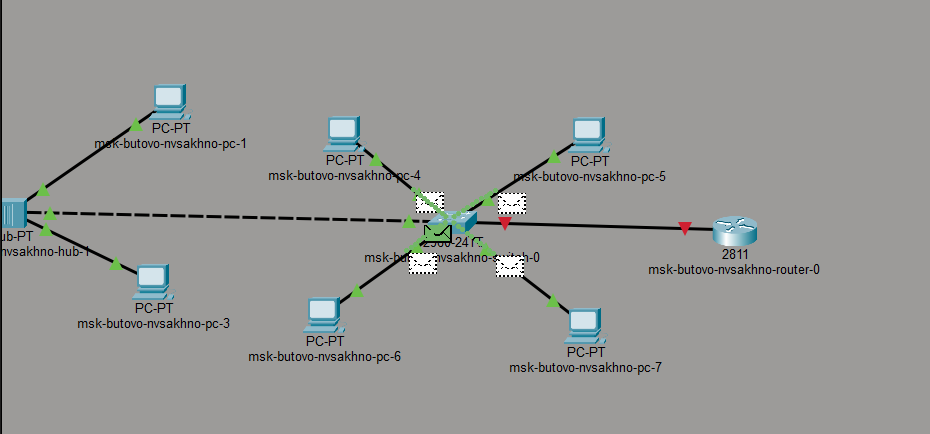 PC-PT
msk-butovo-nvsakhno-pc-1
PC-PT
msk-butovo-nvsakhno-pc-4
PC-PT
msk-butovo-nvsakhno-pc-5
ub-PT
nvsakhno-hub-1
2811
msk-butovo-nvsakhno-router-0
PC-PT
msk-butovo-nvsakhno-pc-3
PC-PT
msk-butovo-nvsakhno-pc-6
PC-PT
msk-butovo-nvsakhno-pc-7